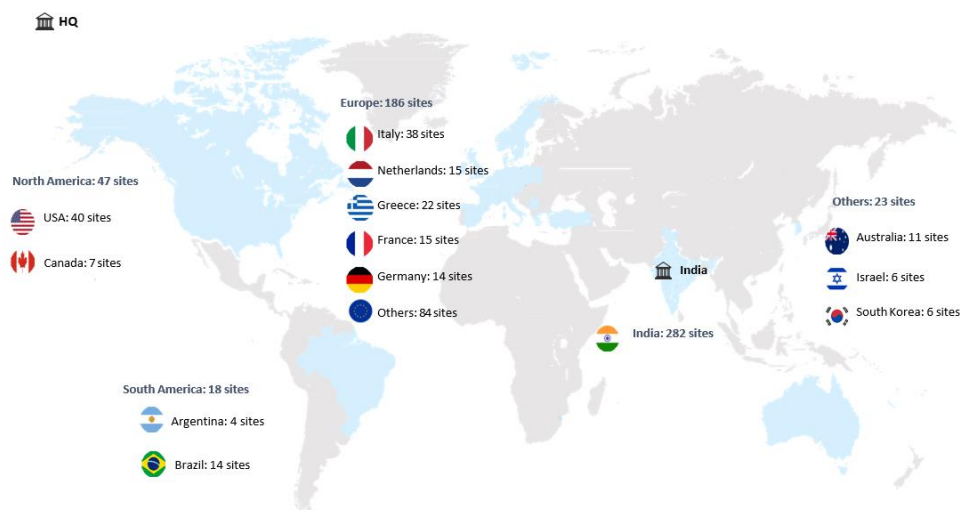 HQ
Europe: 186 sites
Italy: 38 sites
Netherlands: 15 sites
Greece: 22 sites
France: 15 sites
Germany: 14 sites
Others: 84 sites
North America: 47 sites
USA: 40 sites
Canada: 7 sites
Others: 23 sites
Australia: 11 sites
Israel: 6 sites
South Korea: 6 sites
India
India: 282 sites
South America: 18 sites
Argentina: 4 sites
Brazil: 14 sites